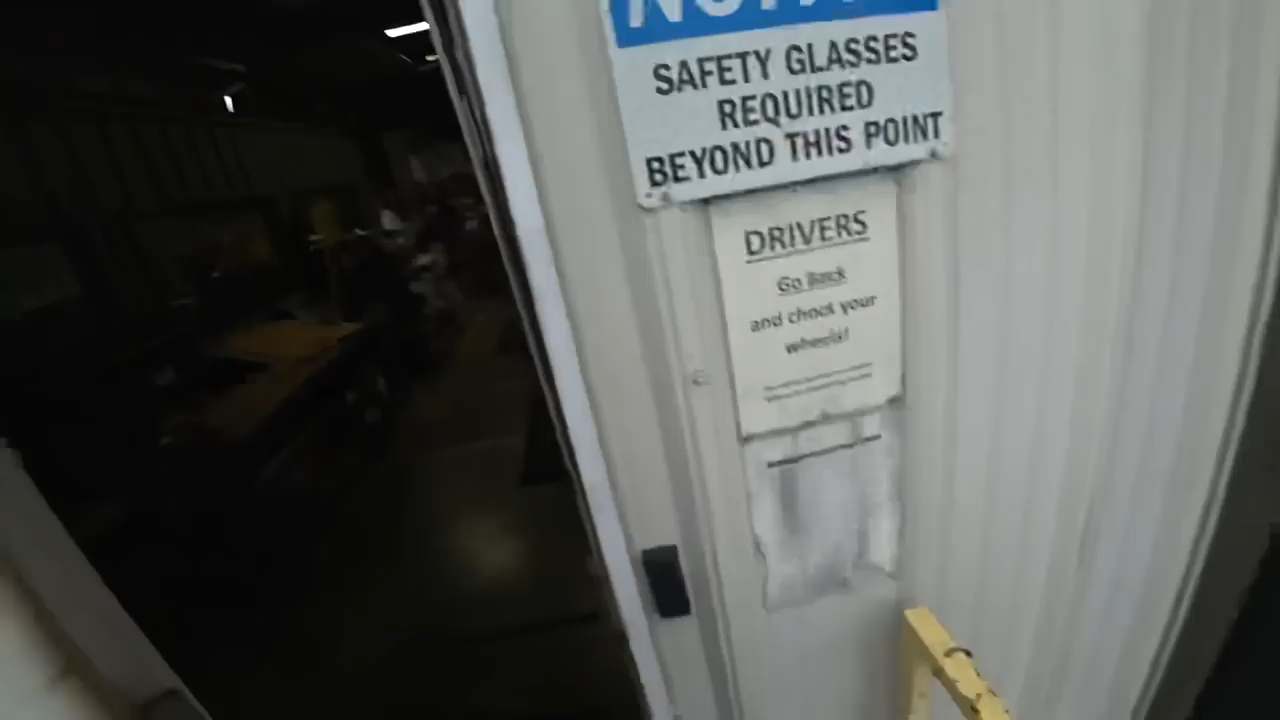 SAFETY GLASSES
REQUIRED
BEYOND THIS POINT
DRIVERS
Go Back
and chock your
wheels!